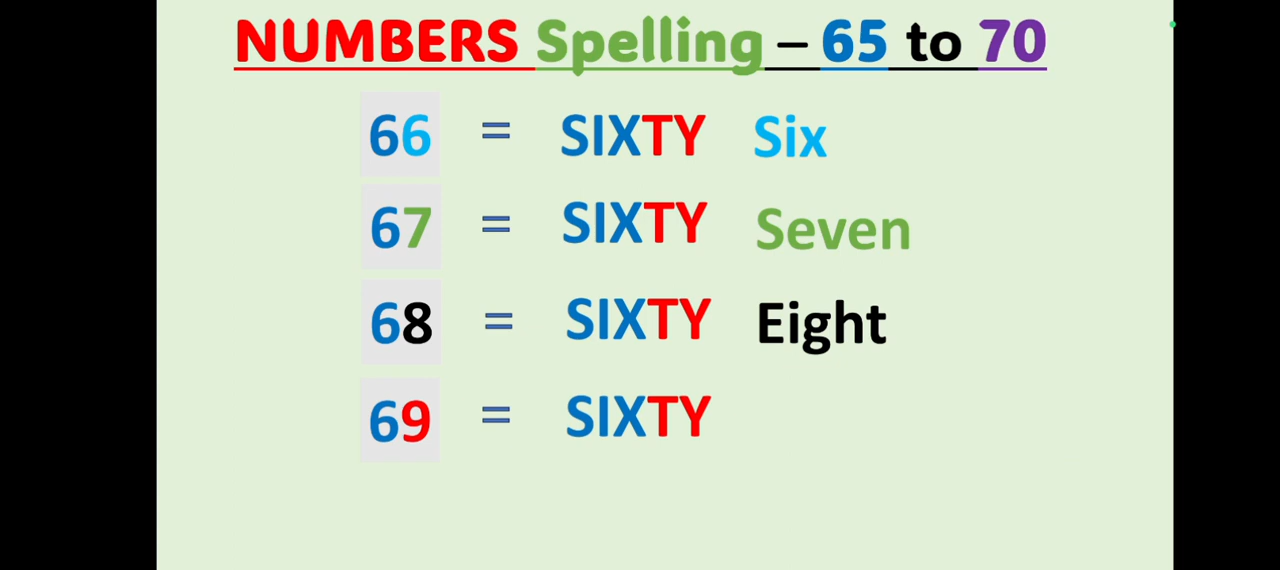 NUMBERS Spelling – 65 to 70
66 = SIXTY Six
67 = SIXTY Seven
68 = SIXTY Eight
69 = SIXTY